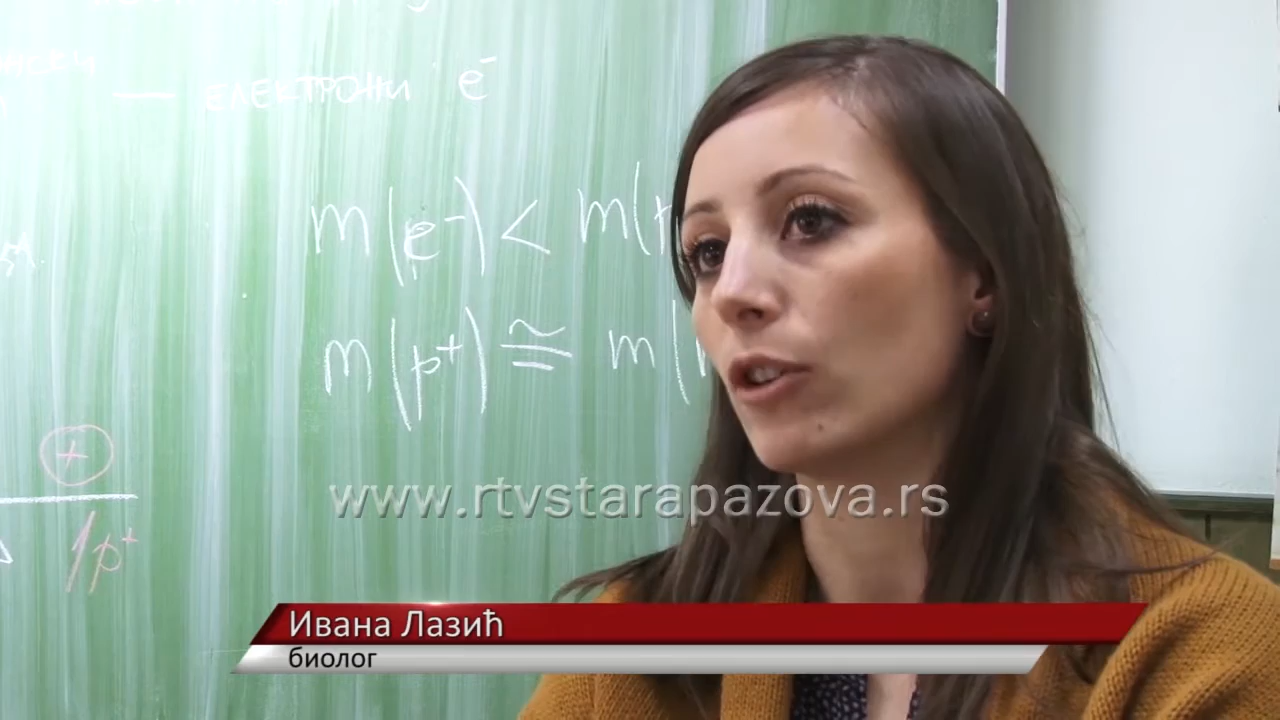 — ЕЛЕКТРОНИ e⁻
m(e⁻) < m(
m(p⁺) ≅ m(
+
1p⁺
www.rtvstarapazova.rs
Ивана Лазић
биолог